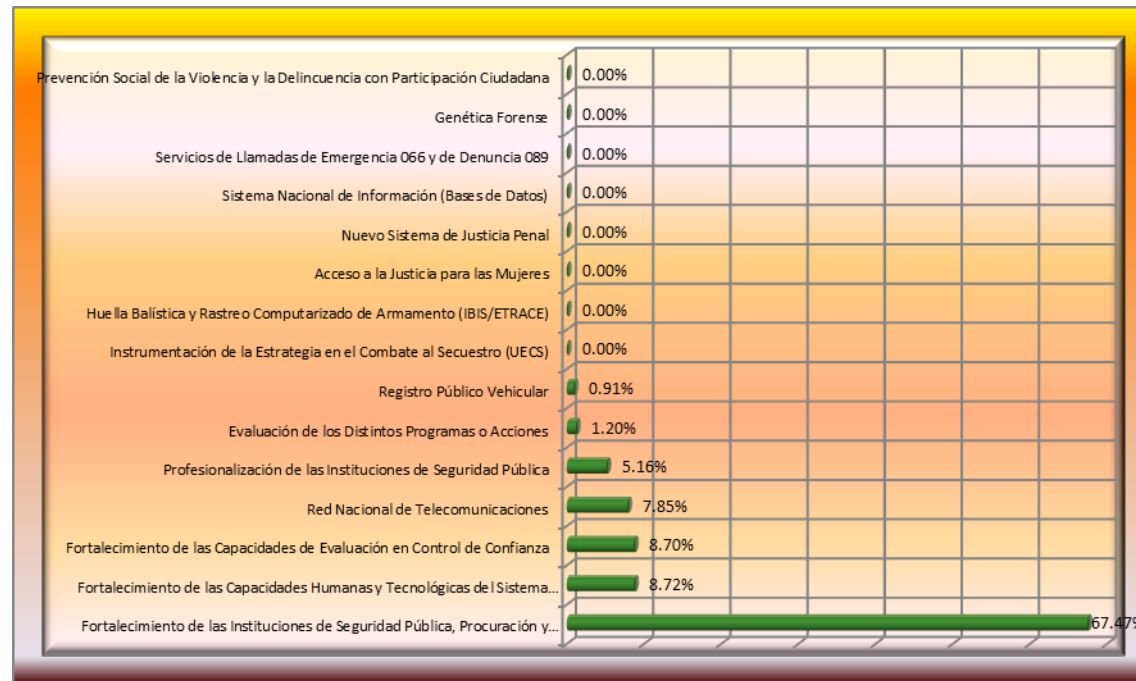 Prevención Social de la Violencia y la Delincuencia con Participación Ciudadana 0.00%
Genética Forense 0.00%
Servicios de Llamadas de Emergencia 066 y de Denuncia 089 0.00%
Sistema Nacional de Información (Bases de Datos) 0.00%
Nuevo Sistema de Justicia Penal 0.00%
Acceso a la Justicia para las Mujeres 0.00%
Huella Balística y Rastreo Computarizado de Armamento (IBIS/ETRACE) 0.00%
Instrumentación de la Estrategia en el Combate al Secuestro (UECS) 0.00%
Registro Público Vehicular 0.91%
Evaluación de los Distintos Programas o Acciones 1.20%
Profesionalización de las Instituciones de Seguridad Pública 5.16%
Red Nacional de Telecomunicaciones 7.85%
Fortalecimiento de las Capacidades de Evaluación en Control de Confianza 8.70%
Fortalecimiento de las Capacidades Humanas y Tecnológicas del Sistema... 8.72%
Fortalecimiento de las Instituciones de Seguridad Pública, Procuración y... 67.47%